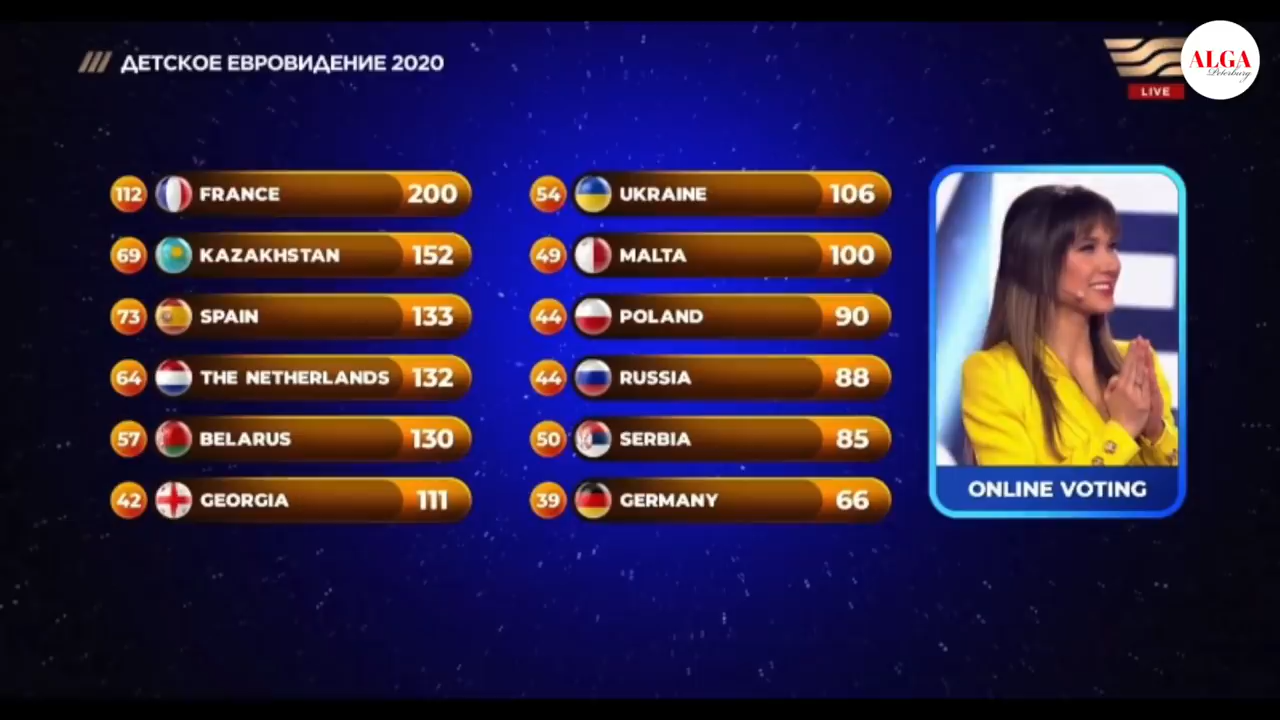 ДЕТСКОЕ ЕВРОВИДЕНИЕ 2020
ALGA
Peterburg
LIVE
112 FRANCE 200
69 KAZAKHSTAN 152
73 SPAIN 133
64 THE NETHERLANDS 132
57 BELARUS 130
42 GEORGIA 111
54 UKRAINE 106
49 MALTA 100
44 POLAND 90
44 RUSSIA 88
50 SERBIA 85
39 GERMANY 66
ONLINE VOTING